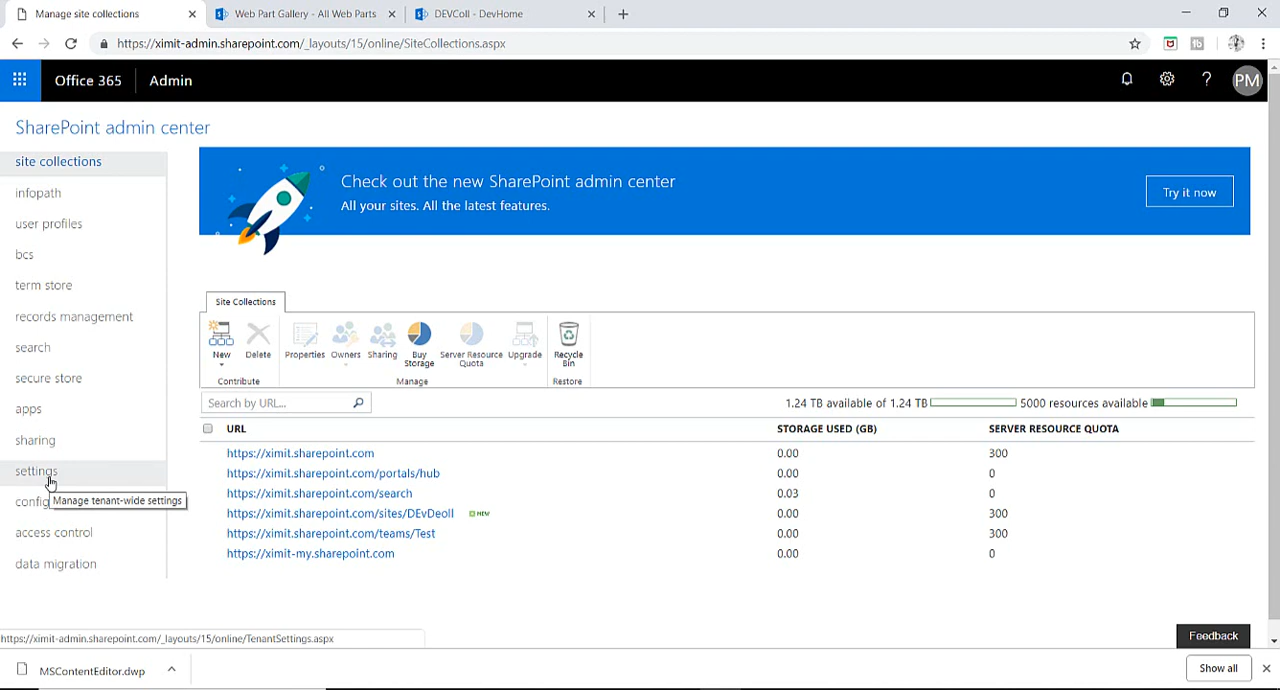 Manage site collections
Web Part Gallery - All Web Parts
DEVColl - DevHome
https://ximit-admin.sharepoint.com/_layouts/15/online/SiteCollections.aspx
Office 365
Admin
PM
SharePoint admin center
site collections
infopath
user profiles
bcs
term store
records management
search
secure store
apps
sharing
settings
config
Manage tenant-wide settings
access control
data migration
Check out the new SharePoint admin center
All your sites. All the latest features.
Try it now
Site Collections
New
Delete
Properties
Owners
Sharing
Buy Storage
Server Resource Quota
Upgrade
Recycle Bin
Contribute
Manage
Restore
Search by URL...
1.24 TB available of 1.24 TB
5000 resources available
URL STORAGE USED (GB) SERVER RESOURCE QUOTA
https://ximit.sharepoint.com 0.00 300
https://ximit.sharepoint.com/portals/hub 0.00 0
https://ximit.sharepoint.com/search 0.03 0
https://ximit.sharepoint.com/sites/DEvDeoll NEW 0.00 300
https://ximit.sharepoint.com/teams/Test 0.00 300
https://ximit-my.sharepoint.com 0.00 0
https://ximit-admin.sharepoint.com/_layouts/15/online/TenantSettings.aspx
Feedback
MSContentEditor.dwp
Show all